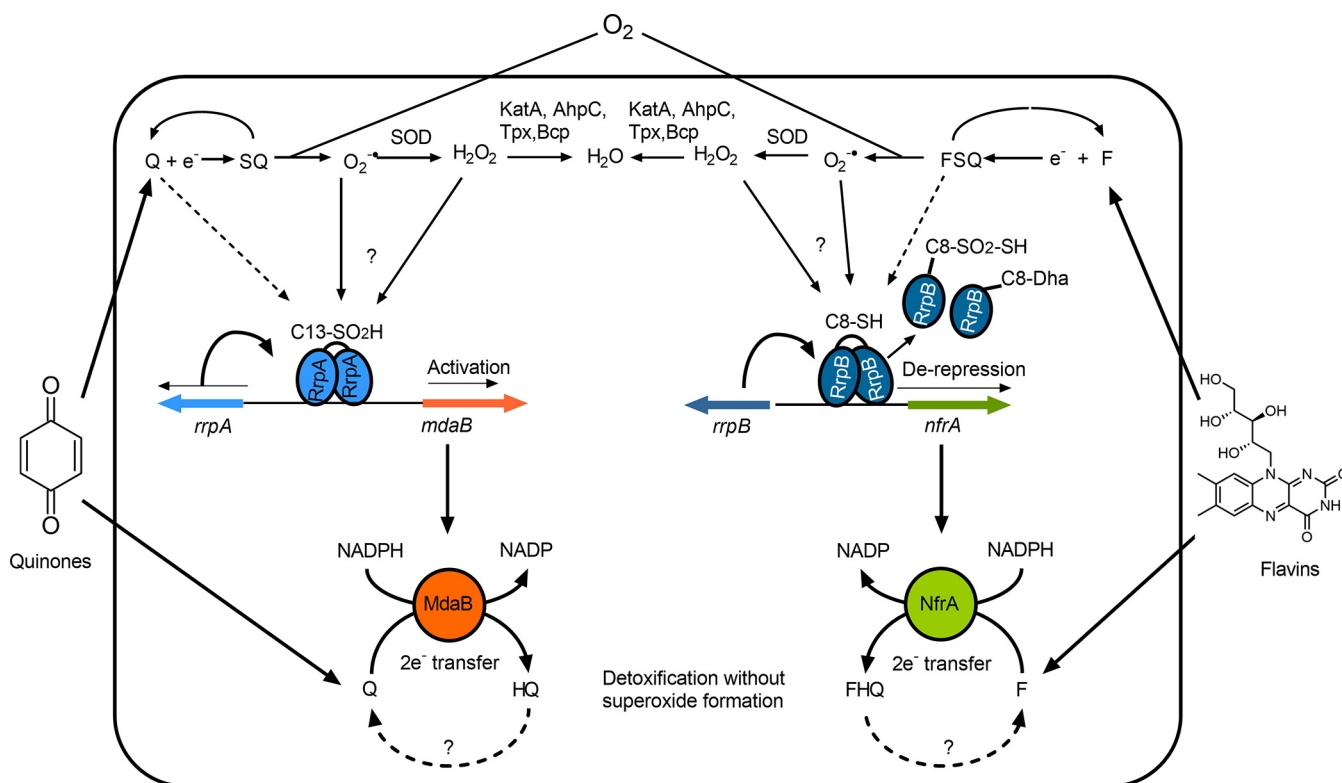 O2
KatA, AhpC,
Tpx,Bcp
KatA, AhpC,
Tpx,Bcp
Q + e-
SQ
O2-•
SOD
H2O2
H2O
H2O2
SOD
O2-•
FSQ
e- + F
?
?
C8-SO2-SH
RrpB
C8-Dha
RrpB
C13-SO2H
RrpA
RrpA
Activation
rrpA
mdaB
C8-SH
RrpB
RrpB
De-repression
rrpB
nfrA
O
O
Quinones
HO
HO
OH
HO
N
N
O
N
NH
O
Flavins
NADPH
NADP
MdaB
2e- transfer
Q
HQ
?
Detoxification without
superoxide formation
NADP
NADPH
NfrA
2e- transfer
FHQ
F
?